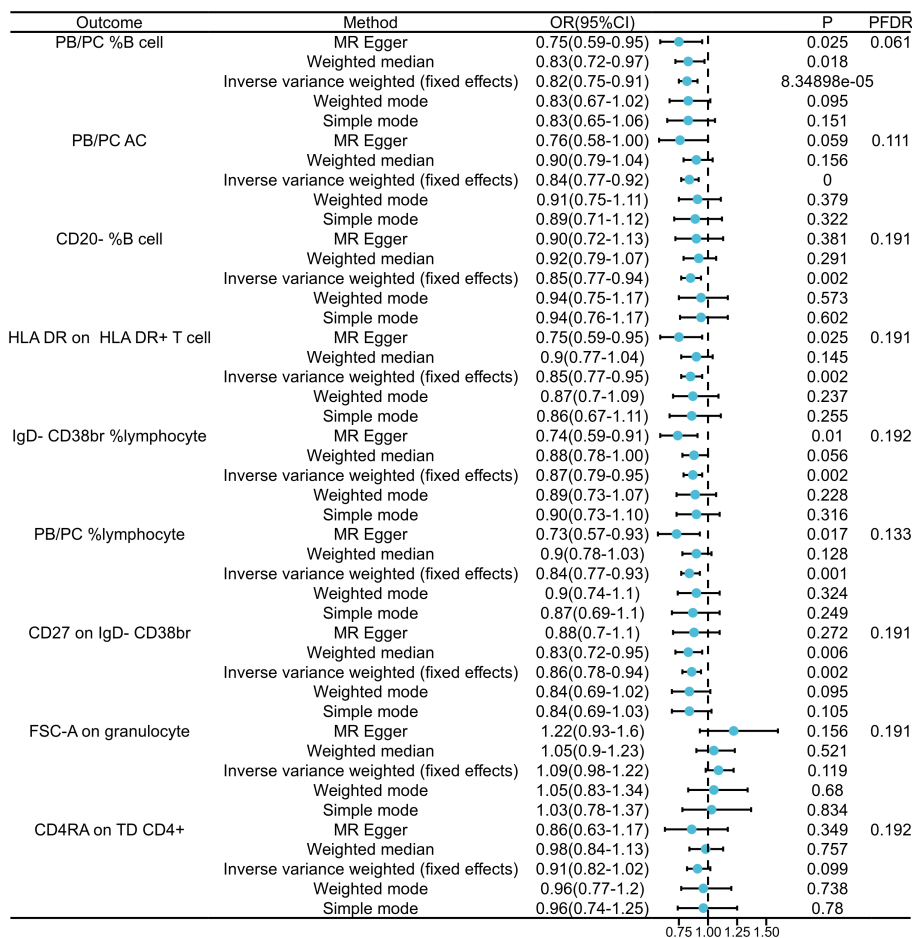 Outcome Method OR(95%CI) P PFDR
PB/PC %B cell MR Egger 0.75(0.59-0.95) 0.025 0.061
Weighted median 0.83(0.72-0.97) 0.018
Inverse variance weighted (fixed effects) 0.82(0.75-0.91) 8.34898e-05
Weighted mode 0.83(0.67-1.02) 0.095
Simple mode 0.83(0.65-1.06) 0.151
PB/PC AC MR Egger 0.76(0.58-1.00) 0.059 0.111
Weighted median 0.90(0.79-1.04) 0.156
Inverse variance weighted (fixed effects) 0.84(0.77-0.92) 0
Weighted mode 0.91(0.75-1.11) 0.379
Simple mode 0.89(0.71-1.12) 0.322
CD20- %B cell MR Egger 0.90(0.72-1.13) 0.381 0.191
Weighted median 0.92(0.79-1.07) 0.291
Inverse variance weighted (fixed effects) 0.85(0.77-0.94) 0.002
Weighted mode 0.94(0.75-1.17) 0.573
Simple mode 0.94(0.76-1.17) 0.602
HLA DR on HLA DR+ T cell MR Egger 0.75(0.59-0.95) 0.025 0.191
Weighted median 0.9(0.77-1.04) 0.145
Inverse variance weighted (fixed effects) 0.85(0.77-0.95) 0.002
Weighted mode 0.87(0.7-1.09) 0.237
Simple mode 0.86(0.67-1.11) 0.255
IgD- CD38br %lymphocyte MR Egger 0.74(0.59-0.91) 0.01 0.192
Weighted median 0.88(0.78-1.00) 0.056
Inverse variance weighted (fixed effects) 0.87(0.79-0.95) 0.002
Weighted mode 0.89(0.73-1.07) 0.228
Simple mode 0.90(0.73-1.10) 0.316
PB/PC %lymphocyte MR Egger 0.73(0.57-0.93) 0.017 0.133
Weighted median 0.9(0.78-1.03) 0.128
Inverse variance weighted (fixed effects) 0.84(0.77-0.93) 0.001
Weighted mode 0.9(0.74-1.1) 0.324
Simple mode 0.87(0.69-1.1) 0.249
CD27 on IgD- CD38br MR Egger 0.88(0.7-1.1) 0.272 0.191
Weighted median 0.83(0.72-0.95) 0.006
Inverse variance weighted (fixed effects) 0.86(0.78-0.94) 0.002
Weighted mode 0.84(0.69-1.02) 0.095
Simple mode 0.84(0.69-1.03) 0.105
FSC-A on granulocyte MR Egger 1.22(0.93-1.6) 0.156 0.191
Weighted median 1.05(0.9-1.23) 0.521
Inverse variance weighted (fixed effects) 1.09(0.98-1.22) 0.119
Weighted mode 1.05(0.83-1.34) 0.68
Simple mode 1.03(0.78-1.37) 0.834
CD4RA on TD CD4+ MR Egger 0.86(0.63-1.17) 0.349 0.192
Weighted median 0.98(0.84-1.13) 0.757
Inverse variance weighted (fixed effects) 0.91(0.82-1.02) 0.099
Weighted mode 0.96(0.77-1.2) 0.738
Simple mode 0.96(0.74-1.25) 0.78
0.75 1.00 1.25 1.50